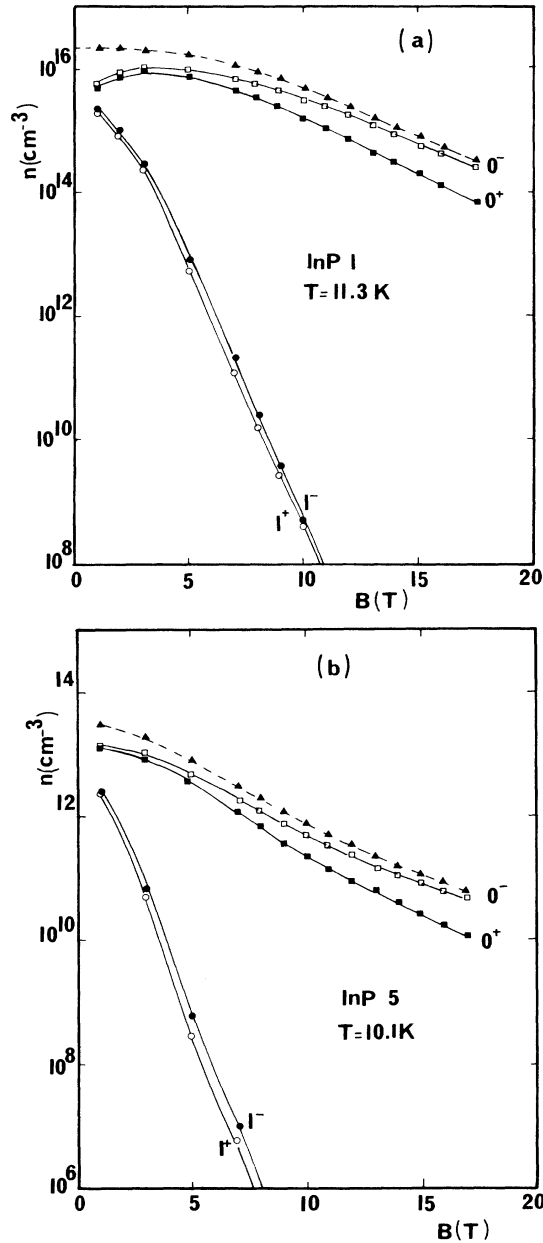 (a)
n(cm⁻³)
10¹⁶
10¹⁴
10¹²
10¹⁰
10⁸
0⁻
0⁺
InP 1
T=11.3 K
1⁻
1⁺
0 5 10 15 20
B(T)
(b)
n(cm⁻³)
14
12
10¹⁰
10⁸
10⁶
0⁻
0⁺
InP 5
T=10.1K
1⁻
1⁺
0 5 10 15 20
B(T)